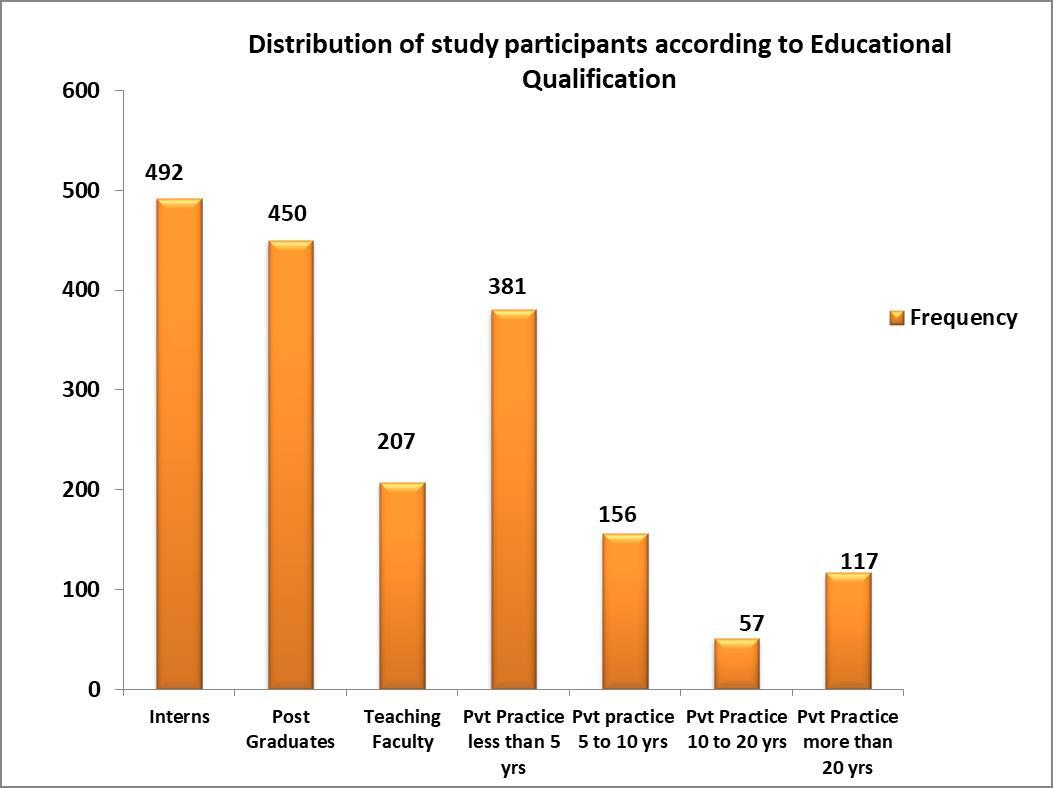 Distribution of study participants according to Educational
Qualification
600
500
400
300
200
100
0
492
450
207
381
156
57
117
Frequency
Interns
Post
Graduates
Teaching
Faculty
Pvt Practice
less than 5
yrs
Pvt practice
5 to 10 yrs
Pvt Practice
10 to 20 yrs
Pvt Practice
more than
20 yrs